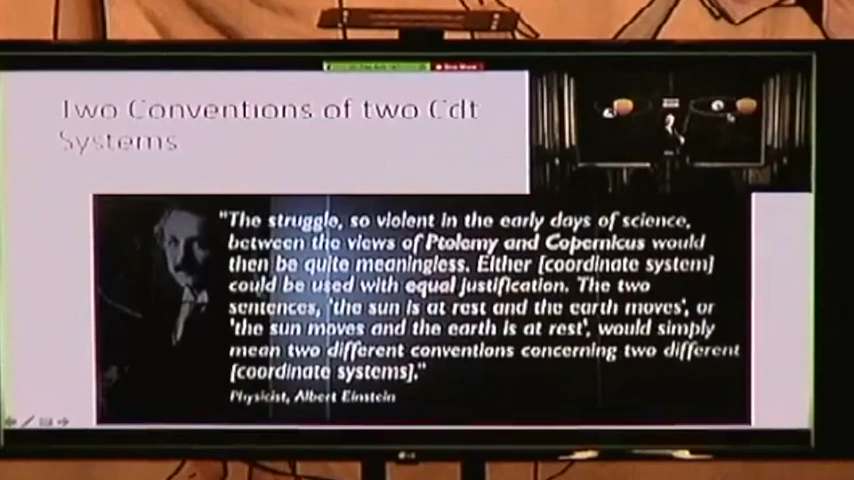 Two Conventions of two Cdt
Systems
"The struggle, so violent in the early days of science,
between the views of Ptolemy and Copernicus would
then be quite meaningless. Either [coordinate system]
could be used with equal justification. The two
sentences, 'the sun is at rest and the earth moves', or
'the sun moves and the earth is at rest', would simply
mean two different conventions concerning two different
[coordinate systems]."
Physicist, Albert Einstein